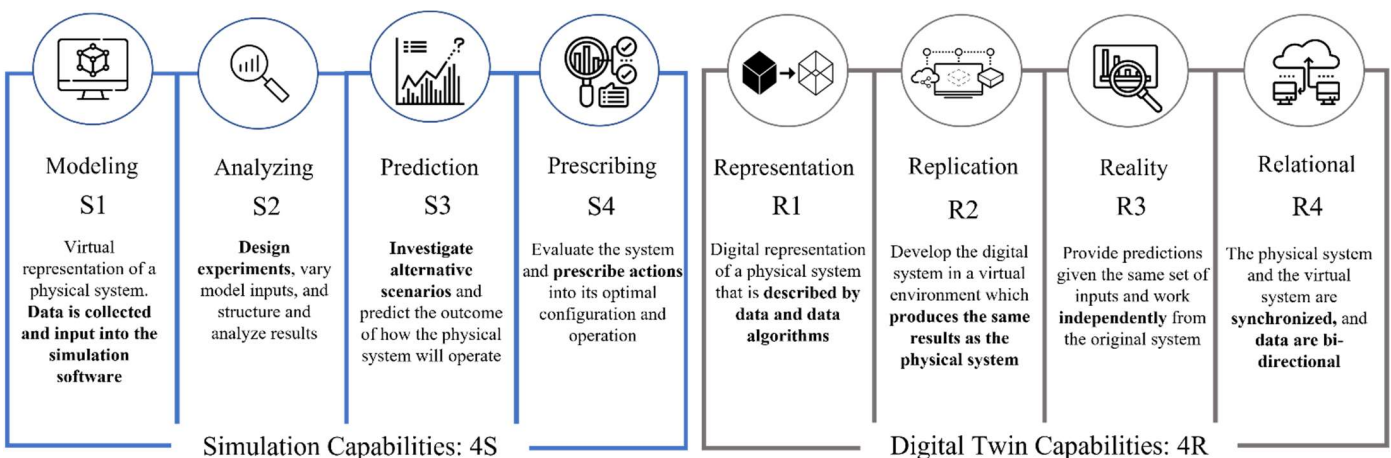 Modeling
S1
Virtual
representation of a
physical system.
Data is collected
and input into the
simulation
software
Analyzing
S2
Design
experiments, vary
model inputs, and
structure and
analyze results
Prediction
S3
Investigate
alternative
scenarios and
predict the outcome
of how the physical
system will operate
Prescribing
S4
Evaluate the system
and prescribe actions
into its optimal
configuration and
operation
Simulation Capabilities: 4S
Representation
R1
Digital representation
of a physical system
that is described by
data and data
algorithms
Replication
R2
Develop the digital
system in a virtual
environment which
produces the same
results as the
physical system
Reality
R3
Provide predictions
given the same set of
inputs and work
independently from
the original system
Relational
R4
The physical system
and the virtual
system are
synchronized, and
data are bi-
directional
Digital Twin Capabilities: 4R